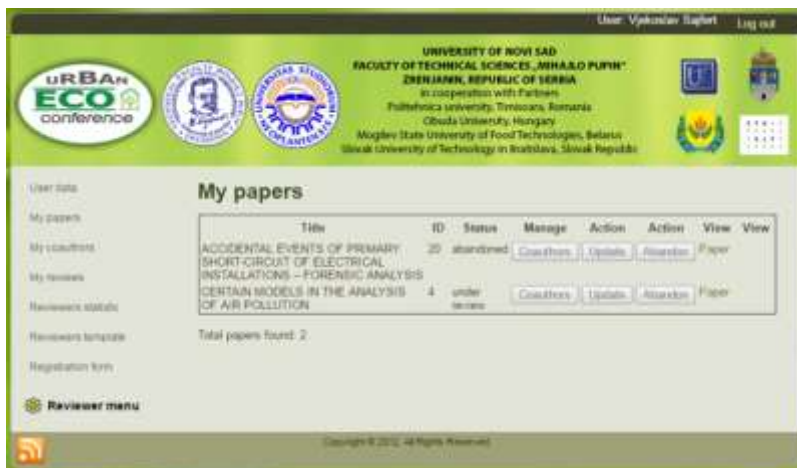 User: Vjekoslav Sajfert Log out
URBAN
ECO
conference
UNIVERSITY OF NOVI SAD
FACULTY OF TECHNICAL SCIENCES „MIHAJLO PUPIN"
ZRENJANIN, REPUBLIC OF SERBIA
in cooperation with Partners
Politehnica university, Timisoara, Romania
Obuda University, Hungary
Mogilev State University of Food Technologies, Belarus
Slovak University of Technology in Bratislava, Slovak Republic
User data
My papers
My coauthors
My reviews
Reviewers statistic
Reviewers template
Registration form
Reviewer menu
My papers
Title ID Status Manage Action Action View View
ACCIDENTAL EVENTS OF PRIMARY 20 abandoned Coauthors Update Abandon Paper
SHORT-CIRCUIT OF ELECTRICAL
INSTALLATIONS – FORENSIC ANALYSIS
CERTAIN MODELS IN THE ANALYSIS 4 under Coauthors Update Abandon Paper
OF AIR POLLUTION review
Total papers found: 2
Copyright © 2012. All Rights Reserved.